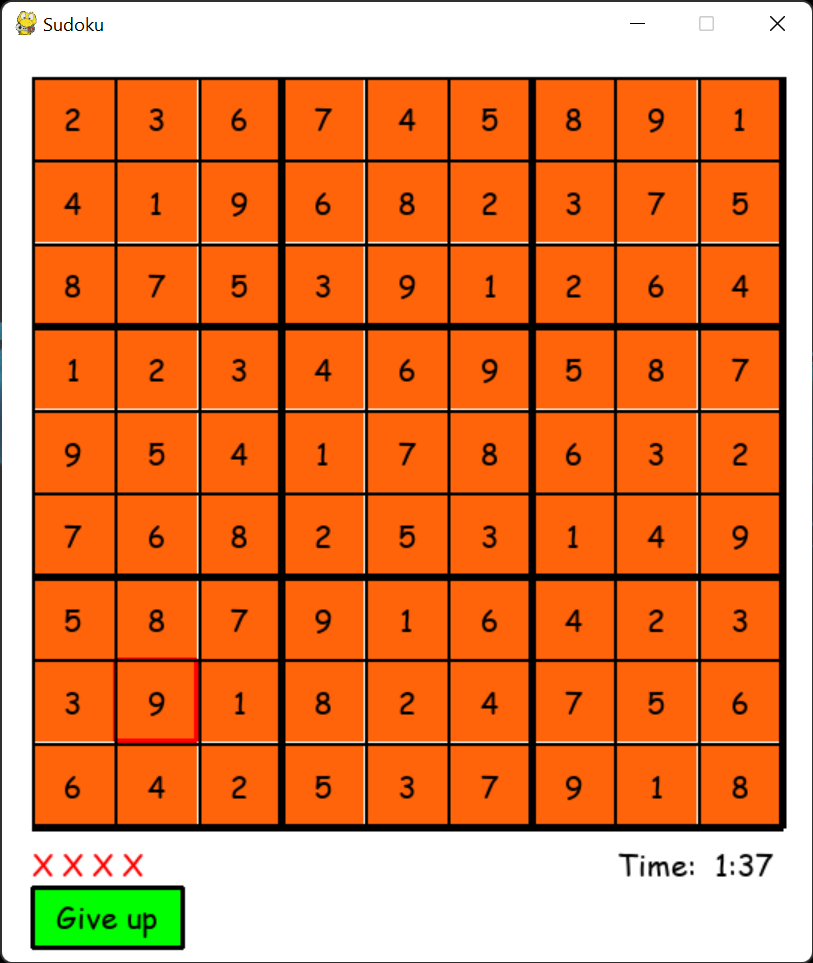 Sudoku
2 3 6 7 4 5 8 9 1
4 1 9 6 8 2 3 7 5
8 7 5 3 9 1 2 6 4
1 2 3 4 6 9 5 8 7
9 5 4 1 7 8 6 3 2
7 6 8 2 5 3 1 4 9
5 8 7 9 1 6 4 2 3
3 9 1 8 2 4 7 5 6
6 4 2 5 3 7 9 1 8
X X X X Time: 1:37
Give up